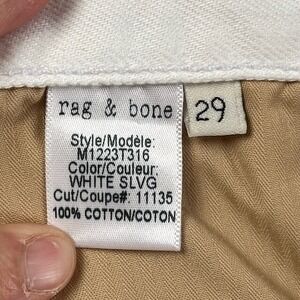 rag & bone
29
Style/Modèle:
M1223T316
Color/Couleur:
WHITE SLVG
Cut/Coupe#: 11135
100% COTTON/COTON